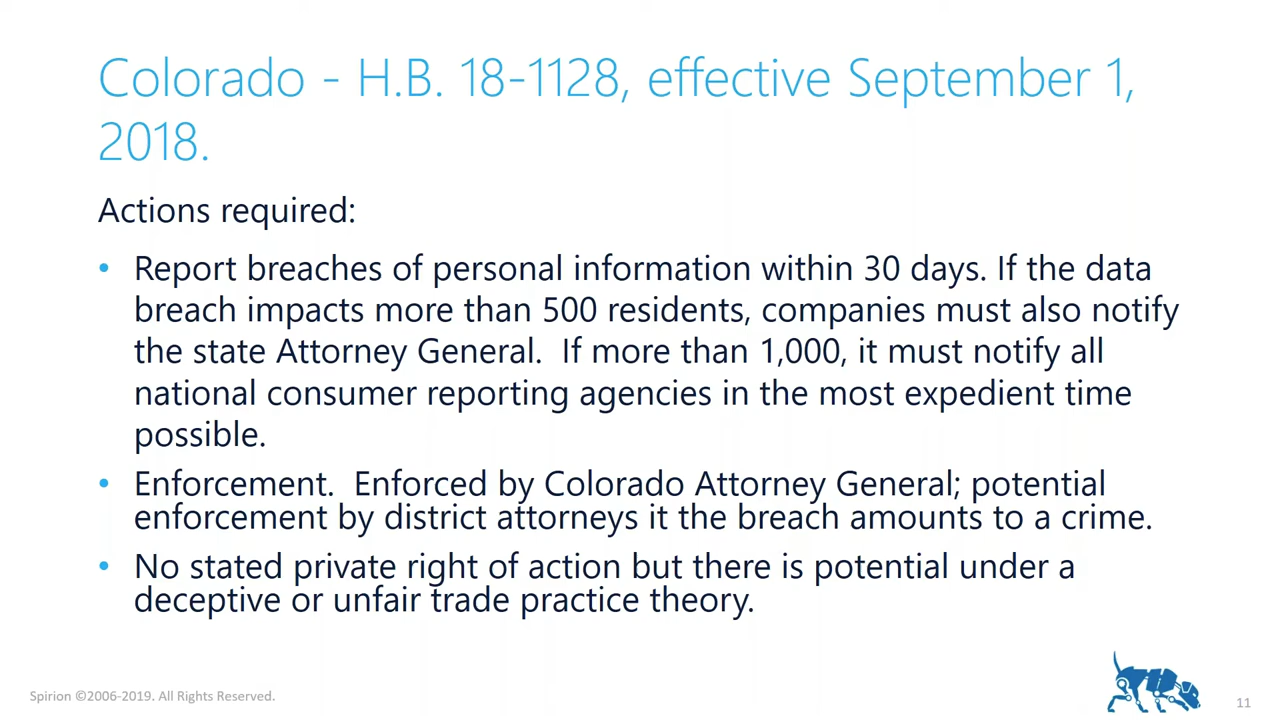 Colorado - H.B. 18-1128, effective September 1,
2018.
Actions required:
• Report breaches of personal information within 30 days. If the data
breach impacts more than 500 residents, companies must also notify
the state Attorney General.  If more than 1,000, it must notify all
national consumer reporting agencies in the most expedient time
possible.
• Enforcement.  Enforced by Colorado Attorney General; potential
enforcement by district attorneys it the breach amounts to a crime.
• No stated private right of action but there is potential under a
deceptive or unfair trade practice theory.
Spirion ©2006-2019. All Rights Reserved.
11